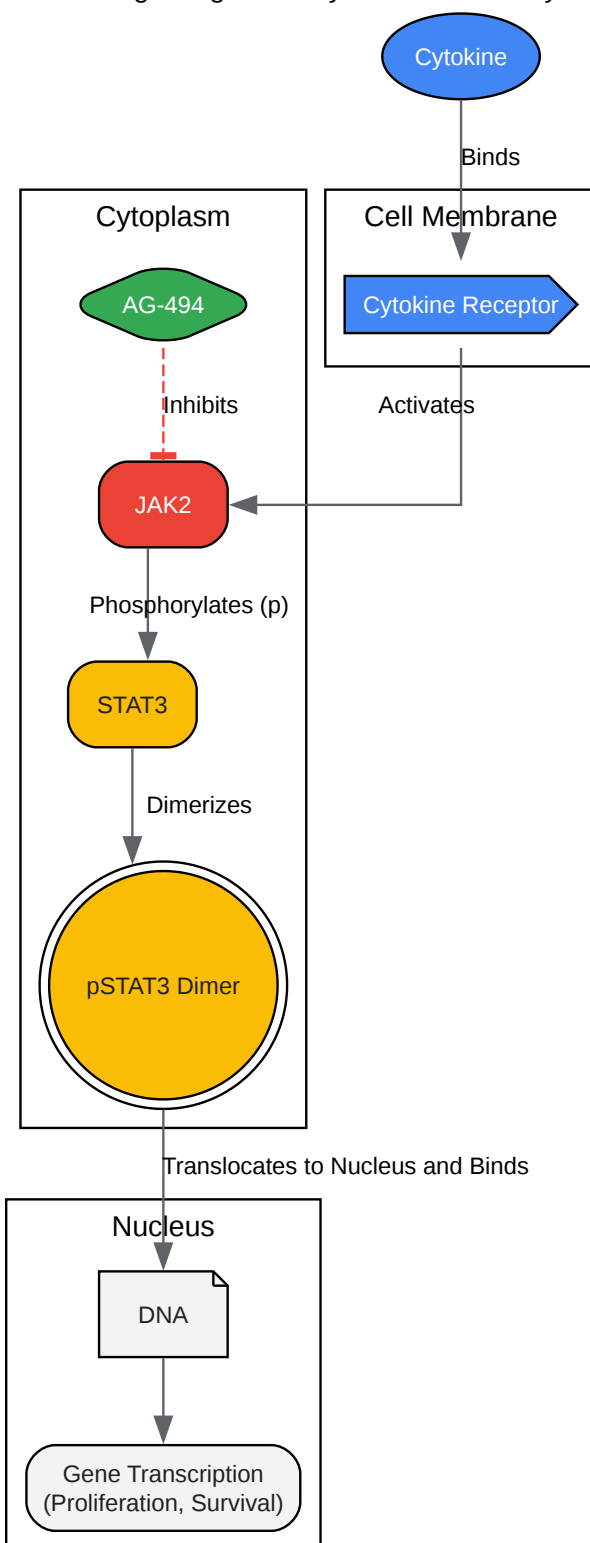 Cytokine
Binds
Cytoplasm
Cell Membrane
AG-494
Cytokine Receptor
Inhibits
Activates
JAK2
Phosphorylates (p)
STAT3
Dimerizes
pSTAT3 Dimer
Translocates to Nucleus and Binds
Nucleus
DNA
Gene Transcription
(Proliferation, Survival)